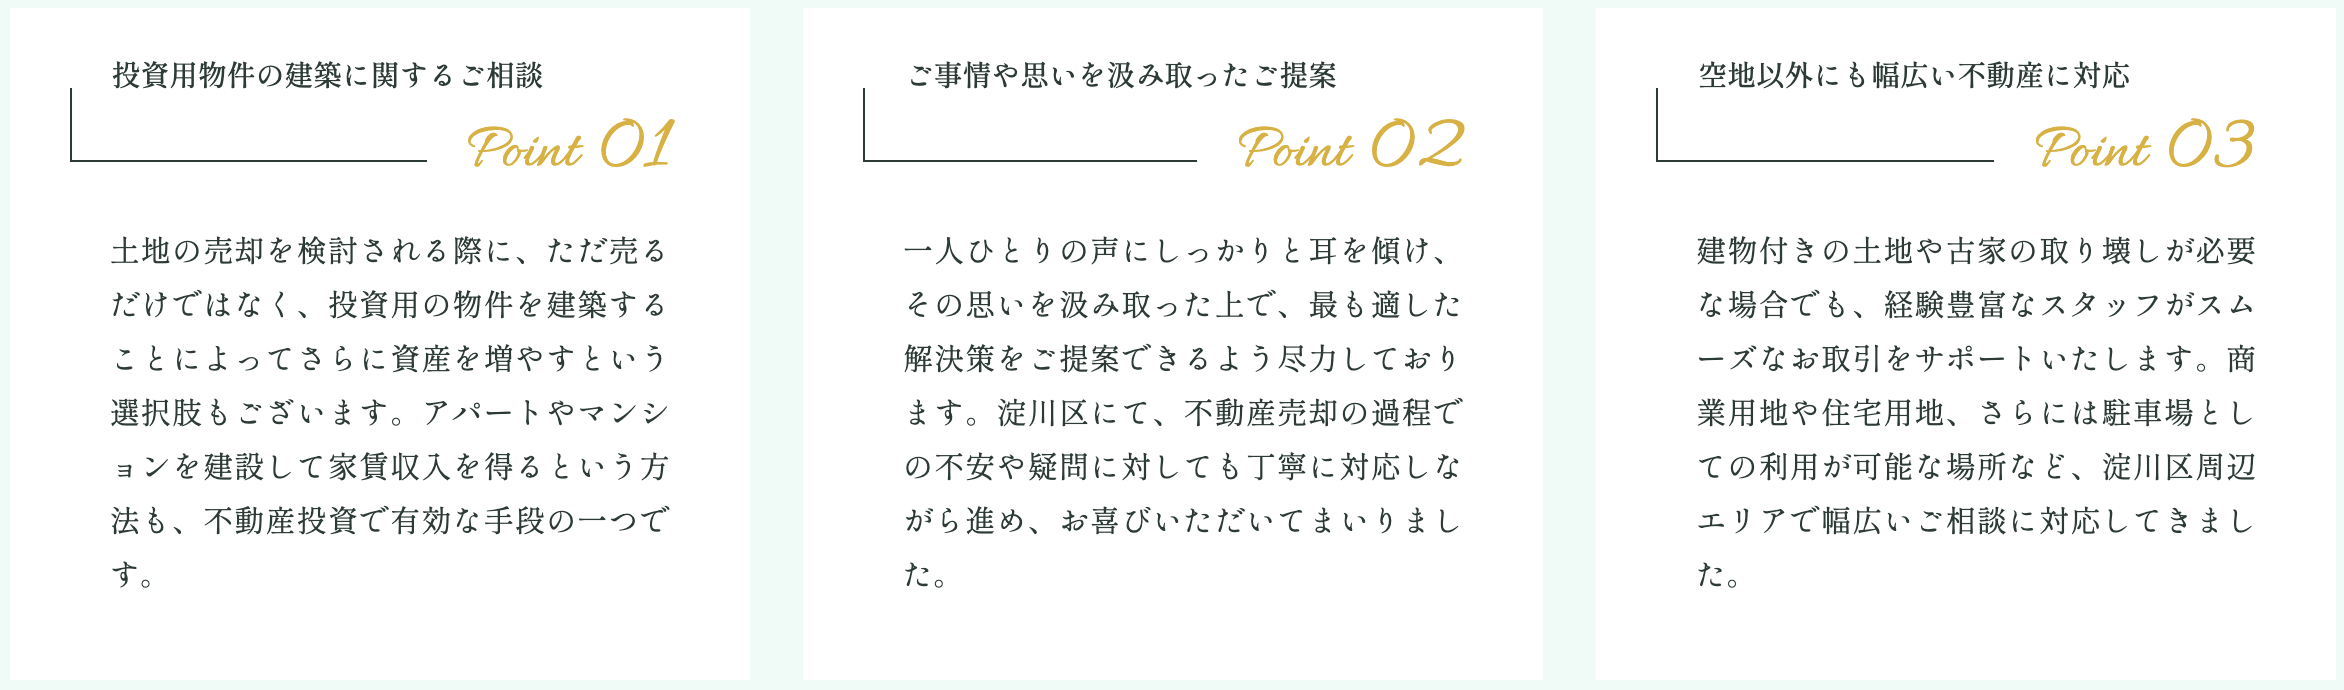 投資用物件の建築に関するご相談
Point 01
土地の売却を検討される際に、ただ売る
だけではなく、投資用の物件を建築する
ことによってさらに資産を増やすという
選択肢もございます。アパートやマンシ
ョンを建設して家賃収入を得るという方
法も、不動産投資で有効な手段の一つで
す。
ご事情や思いを汲み取ったご提案
Point 02
一人ひとりの声にしっかりと耳を傾け、
その思いを汲み取った上で、最も適した
解決策をご提案できるよう尽力しており
ます。淀川区にて、不動産売却の過程で
の不安や疑問に対しても丁寧に対応しな
がら進め、お喜びいただいてまいりまし
た。
空地以外にも幅広い不動産に対応
Point 03
建物付きの土地や古家の取り壊しが必要
な場合でも、経験豊富なスタッフがスム
ーズなお取引をサポートいたします。商
業用地や住宅用地、さらには駐車場とし
ての利用が可能な場所など、淀川区周辺
エリアで幅広いご相談に対応してきまし
た。